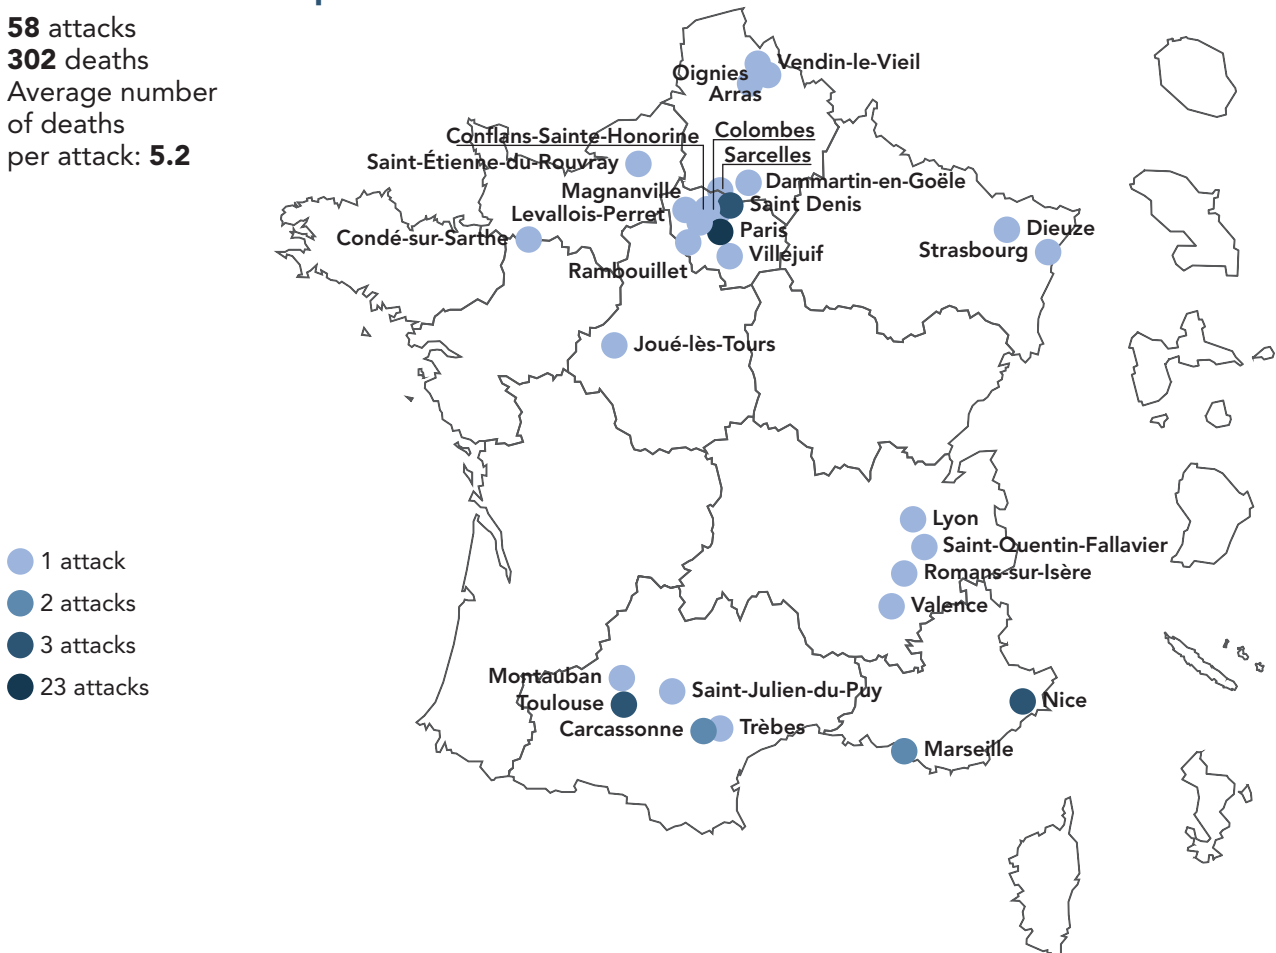 58 attacks
302 deaths
Average number
of deaths
per attack: 5.2
Vendin-le-Vieil
Oignies
Arras
Conflans-Sainte-Honorine
Colombes
Saint-Étienne-du-Rouvray
Sarcelles
Magnanville
Dammartin-en-Goële
Levallois-Perret
Saint Denis
Condé-sur-Sarthe
Paris
Dieuze
Strasbourg
Villejuif
Rambouillet
Joué-lès-Tours
Lyon
Saint-Quentin-Fallavier
Romans-sur-Isère
Valence
1 attack
2 attacks
3 attacks
23 attacks
Montauban
Saint-Julien-du-Puy
Toulouse
Nice
Carcassonne
Trèbes
Marseille